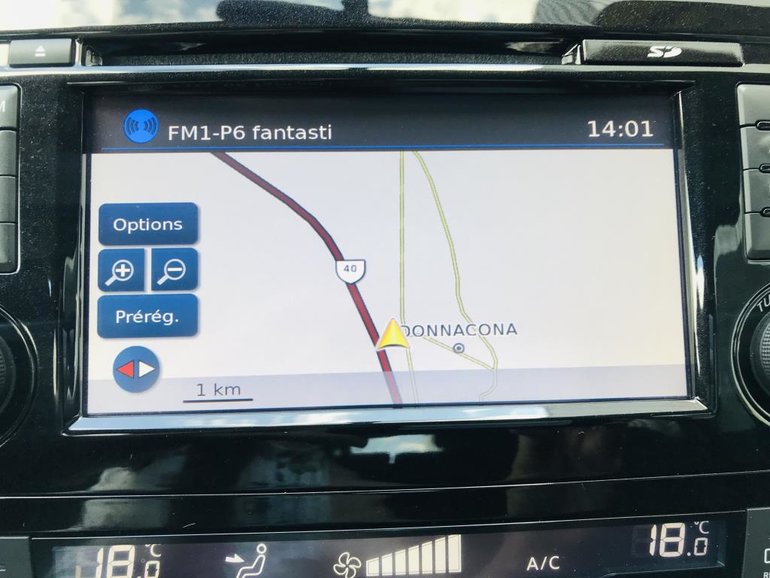 SD
FM1-P6 fantasti
14:01
Options
40
Prérég.
DONNACONA
1 km
18.0 °C
A/C
18.0 °C